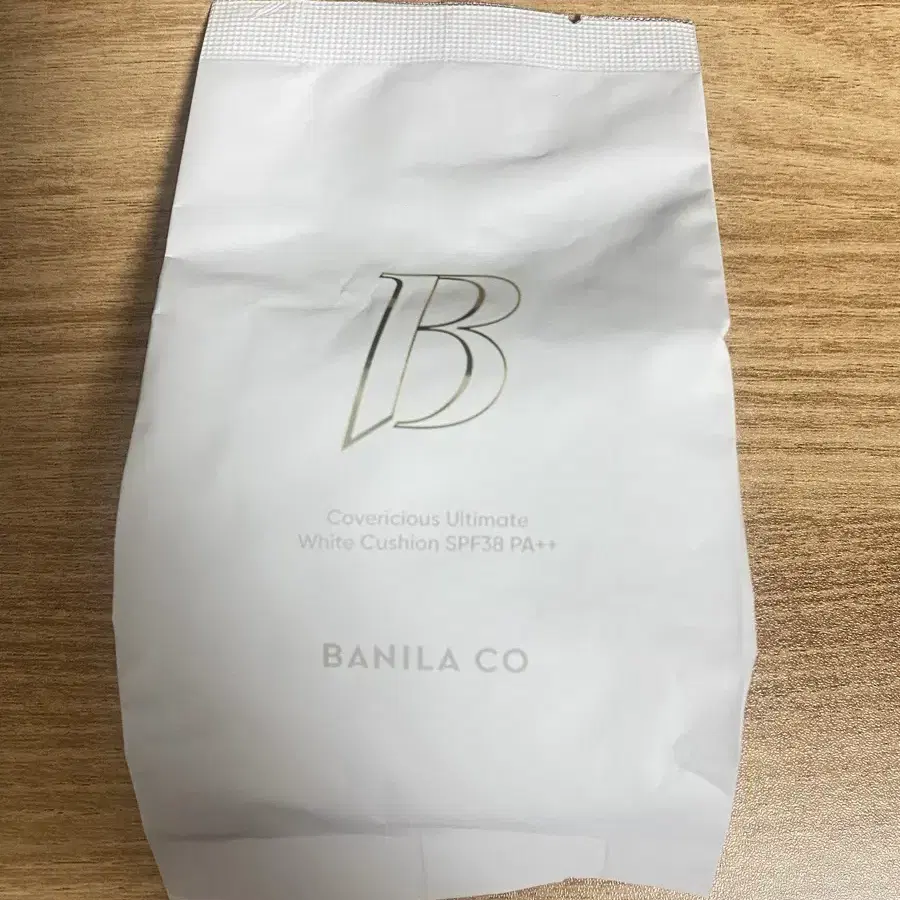 B
Covericious Ultimate
White Cushion SPF38 PA++
BANILA CO